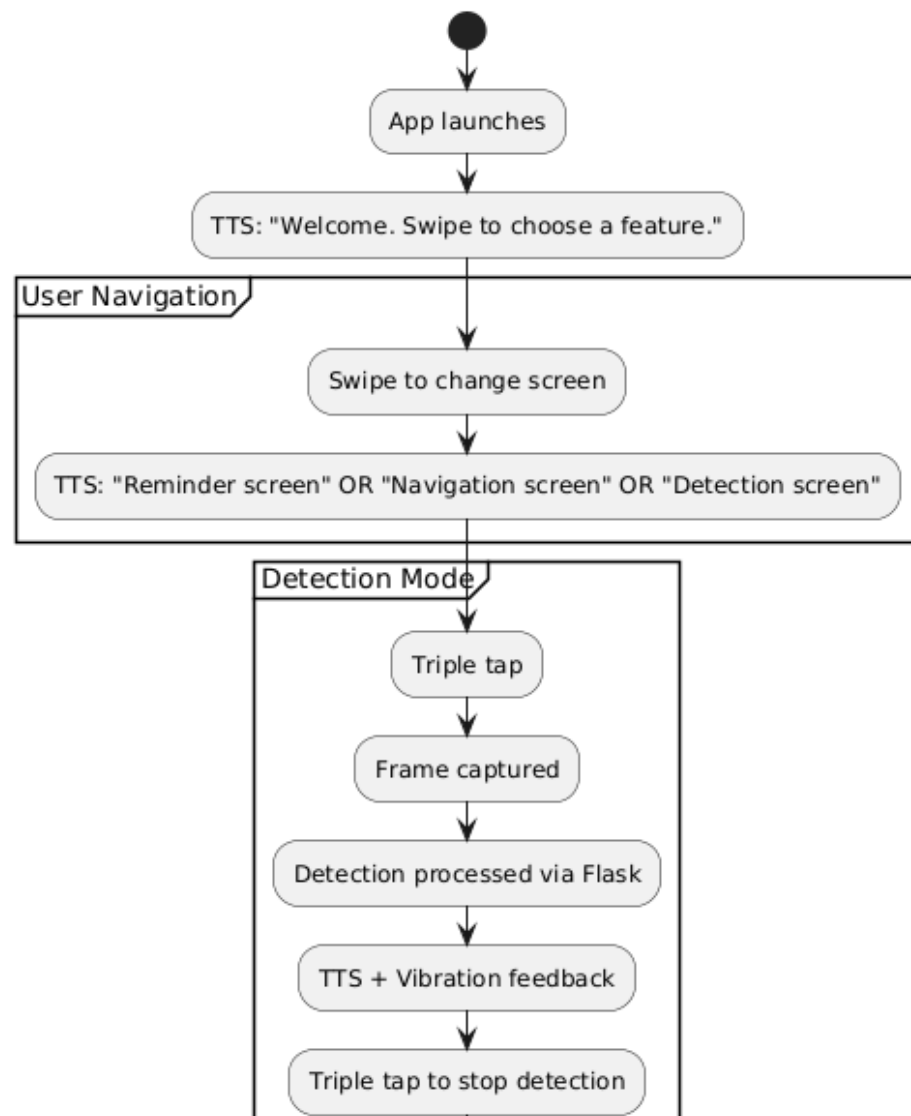 App launches
TTS: "Welcome. Swipe to choose a feature."
User Navigation
Swipe to change screen
TTS: "Reminder screen" OR "Navigation screen" OR "Detection screen"
Detection Mode
Triple tap
Frame captured
Detection processed via Flask
TTS + Vibration feedback
Triple tap to stop detection